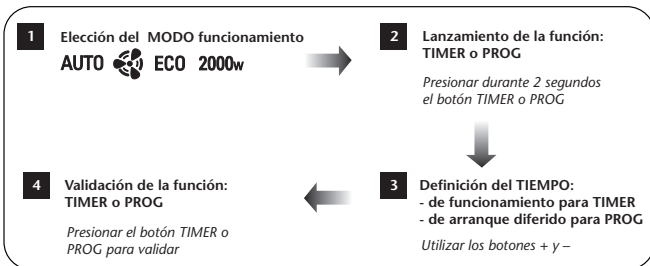 1 Elección del MODO funcionamiento
AUTO ECO 2000w
2 Lanzamiento de la función:
TIMER o PROG
Presionar durante 2 segundos
el botón TIMER o PROG
3 Definición del TIEMPO:
- de funcionamiento para TIMER
- de arranque diferido para PROG
Utilizar los botones + y –
4 Validación de la función:
TIMER o PROG
Presionar el botón TIMER o
PROG para validar